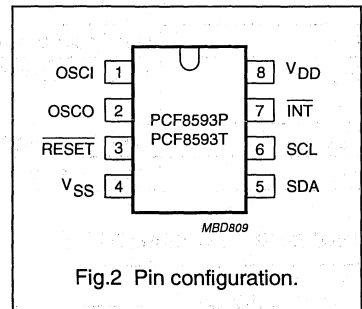 OSCI 1 8 VDD
OSCO 2 7 INT
PCF8593P
PCF8593T
RESET 3 6 SCL
VSS 4 5 SDA
MBD809
Fig.2 Pin configuration.